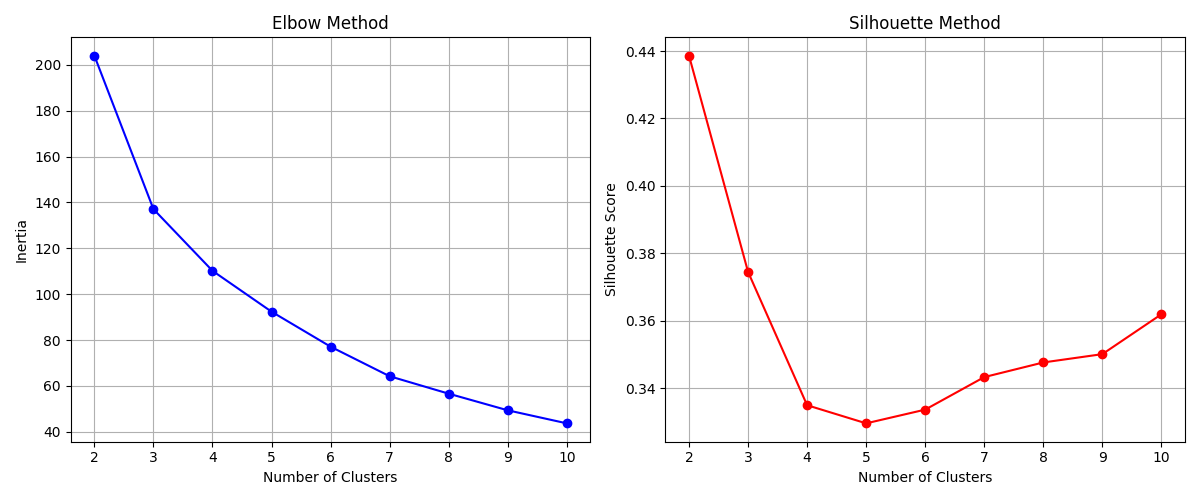 Elbow Method
200
180
160
140
120
100
80
60
40
Inertia
2 3 4 5 6 7 8 9 10
Number of Clusters
Silhouette Method
0.44
0.42
0.40
0.38
0.36
0.34
Silhouette Score
2 3 4 5 6 7 8 9 10
Number of Clusters